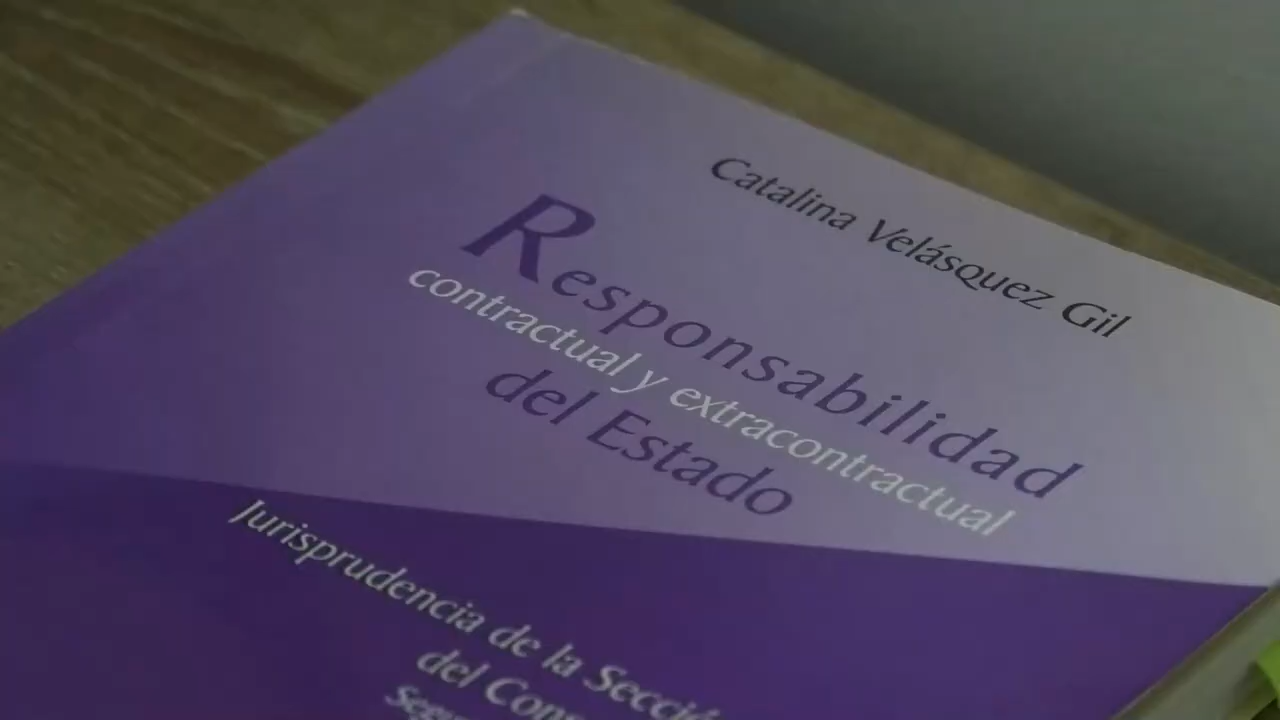 Catalina Velásquez Gil
Responsabilidad
contractual y extracontractual
del Estado
Jurisprudencia de la
del